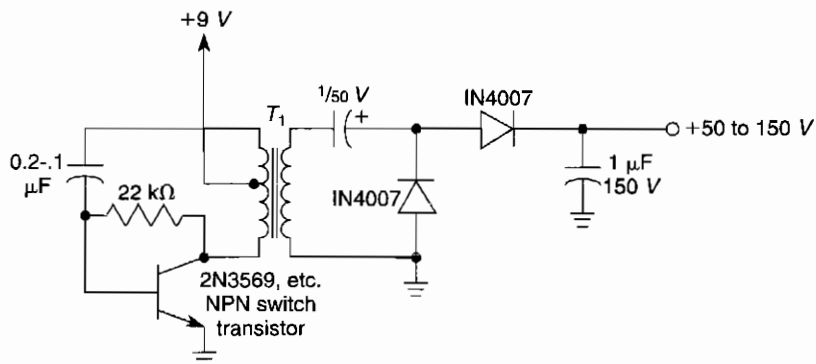 +9 V
T1
1/50 V
+
IN4007
+50 to 150 V
0.2-.1
µF
22 kΩ
IN4007
1 µF
150 V
2N3569, etc.
NPN switch
transistor